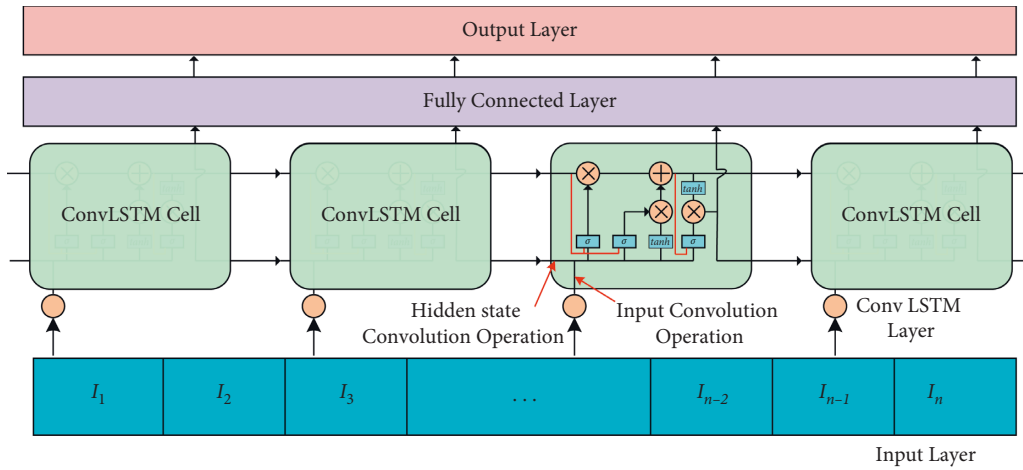 Output Layer
Fully Connected Layer
ConvLSTM Cell
ConvLSTM Cell
tanh
σ
σ
tanh
σ
ConvLSTM Cell
Hidden state
Convolution Operation
Input Convolution
Operation
Conv LSTM
Layer
I₁
I₂
I₃
. . .
Iₙ₋₂
Iₙ₋₁
Iₙ
Input Layer